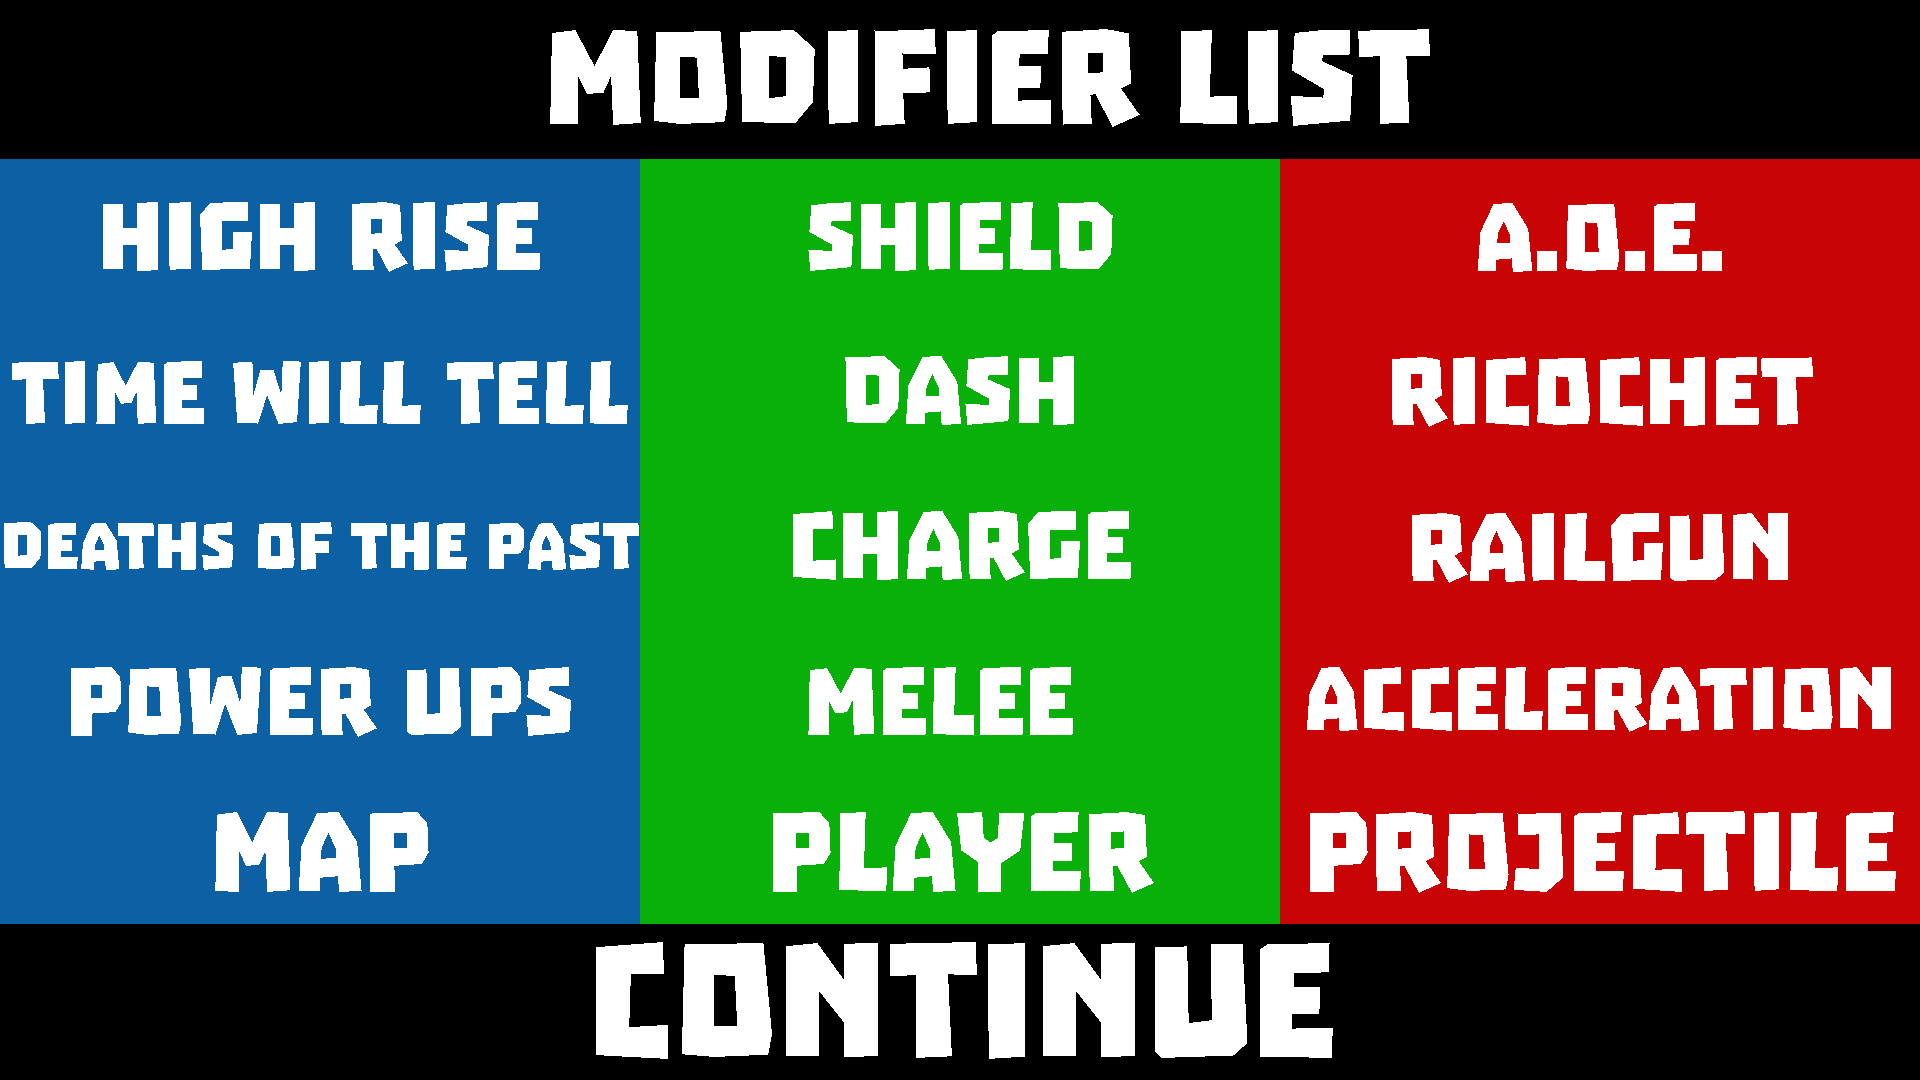 MODIFIER LIST
HIGH RISE
SHIELD
A.O.E.
TIME WILL TELL
DASH
RICOCHET
DEATHS OF THE PAST
CHARGE
RAILGUN
POWER UPS
MELEE
ACCELERATION
MAP
PLAYER
PROJECTILE
CONTINUE